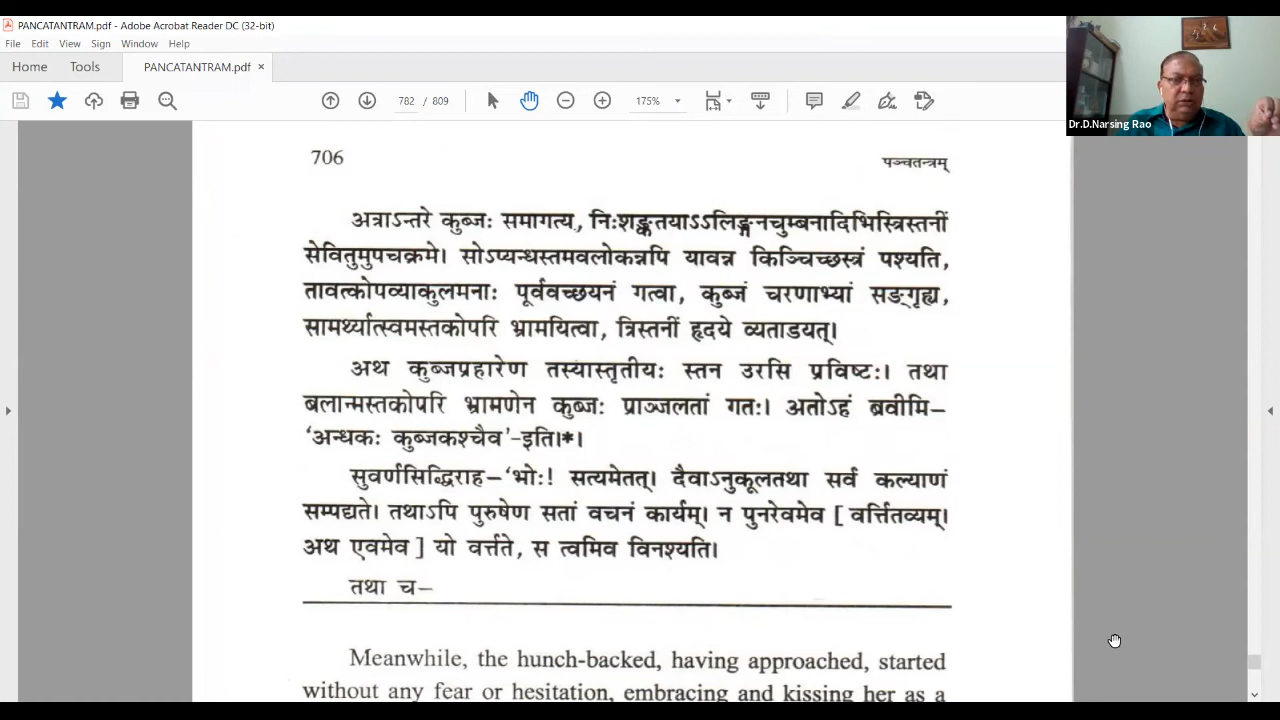 PANCATANTRAM.pdf - Adobe Acrobat Reader DC (32-bit)
File Edit View Sign Window Help
Home Tools PANCATANTRAM.pdf ×
782 / 809 175%
Dr.D.Narsing Rao
706 पञ्चतन्त्रम्
अत्राऽन्तरे कुब्जः समागत्य, निःशङ्कतयाऽऽलिङ्गनचुम्बनादिभिस्त्रिस्तनीं
सेवितुमुपचक्रमे। सोऽप्यन्धस्तमवलोकन्नपि यावन्न किञ्चिच्छस्त्रं पश्यति,
तावत्कोपव्याकुलमनाः पूर्ववच्छयनं गत्वा, कुब्जं चरणाभ्यां सङ्गृह्य,
सामर्थ्यात्स्वमस्तकोपरि भ्रामयित्वा, त्रिस्तनीं हृदये व्यताडयत्।
अथ कुब्जप्रहारेण तस्यास्तृतीयः स्तन उरसि प्रविष्टः। तथा
बलान्मस्तकोपरि भ्रामणेन कुब्जः प्राञ्जलतां गतः। अतोऽहं ब्रवीमि–
‘अन्धकः कुब्जकश्चैव’-इति।*।
सुवर्णसिद्धिराह–‘भोः! सत्यमेतत्। दैवाऽनुकूलतथा सर्व कल्याणं
सम्पद्यते। तथाऽपि पुरुषेण सतां वचनं कार्यम्। न पुनरेवमेव [ वर्त्तितव्यम्।
अथ एवमेव ] यो वर्त्तते, स त्वमिव विनश्यति।
तथा च–
Meanwhile, the hunch-backed, having approached, started
without any fear or hesitation, embracing and kissing her as a